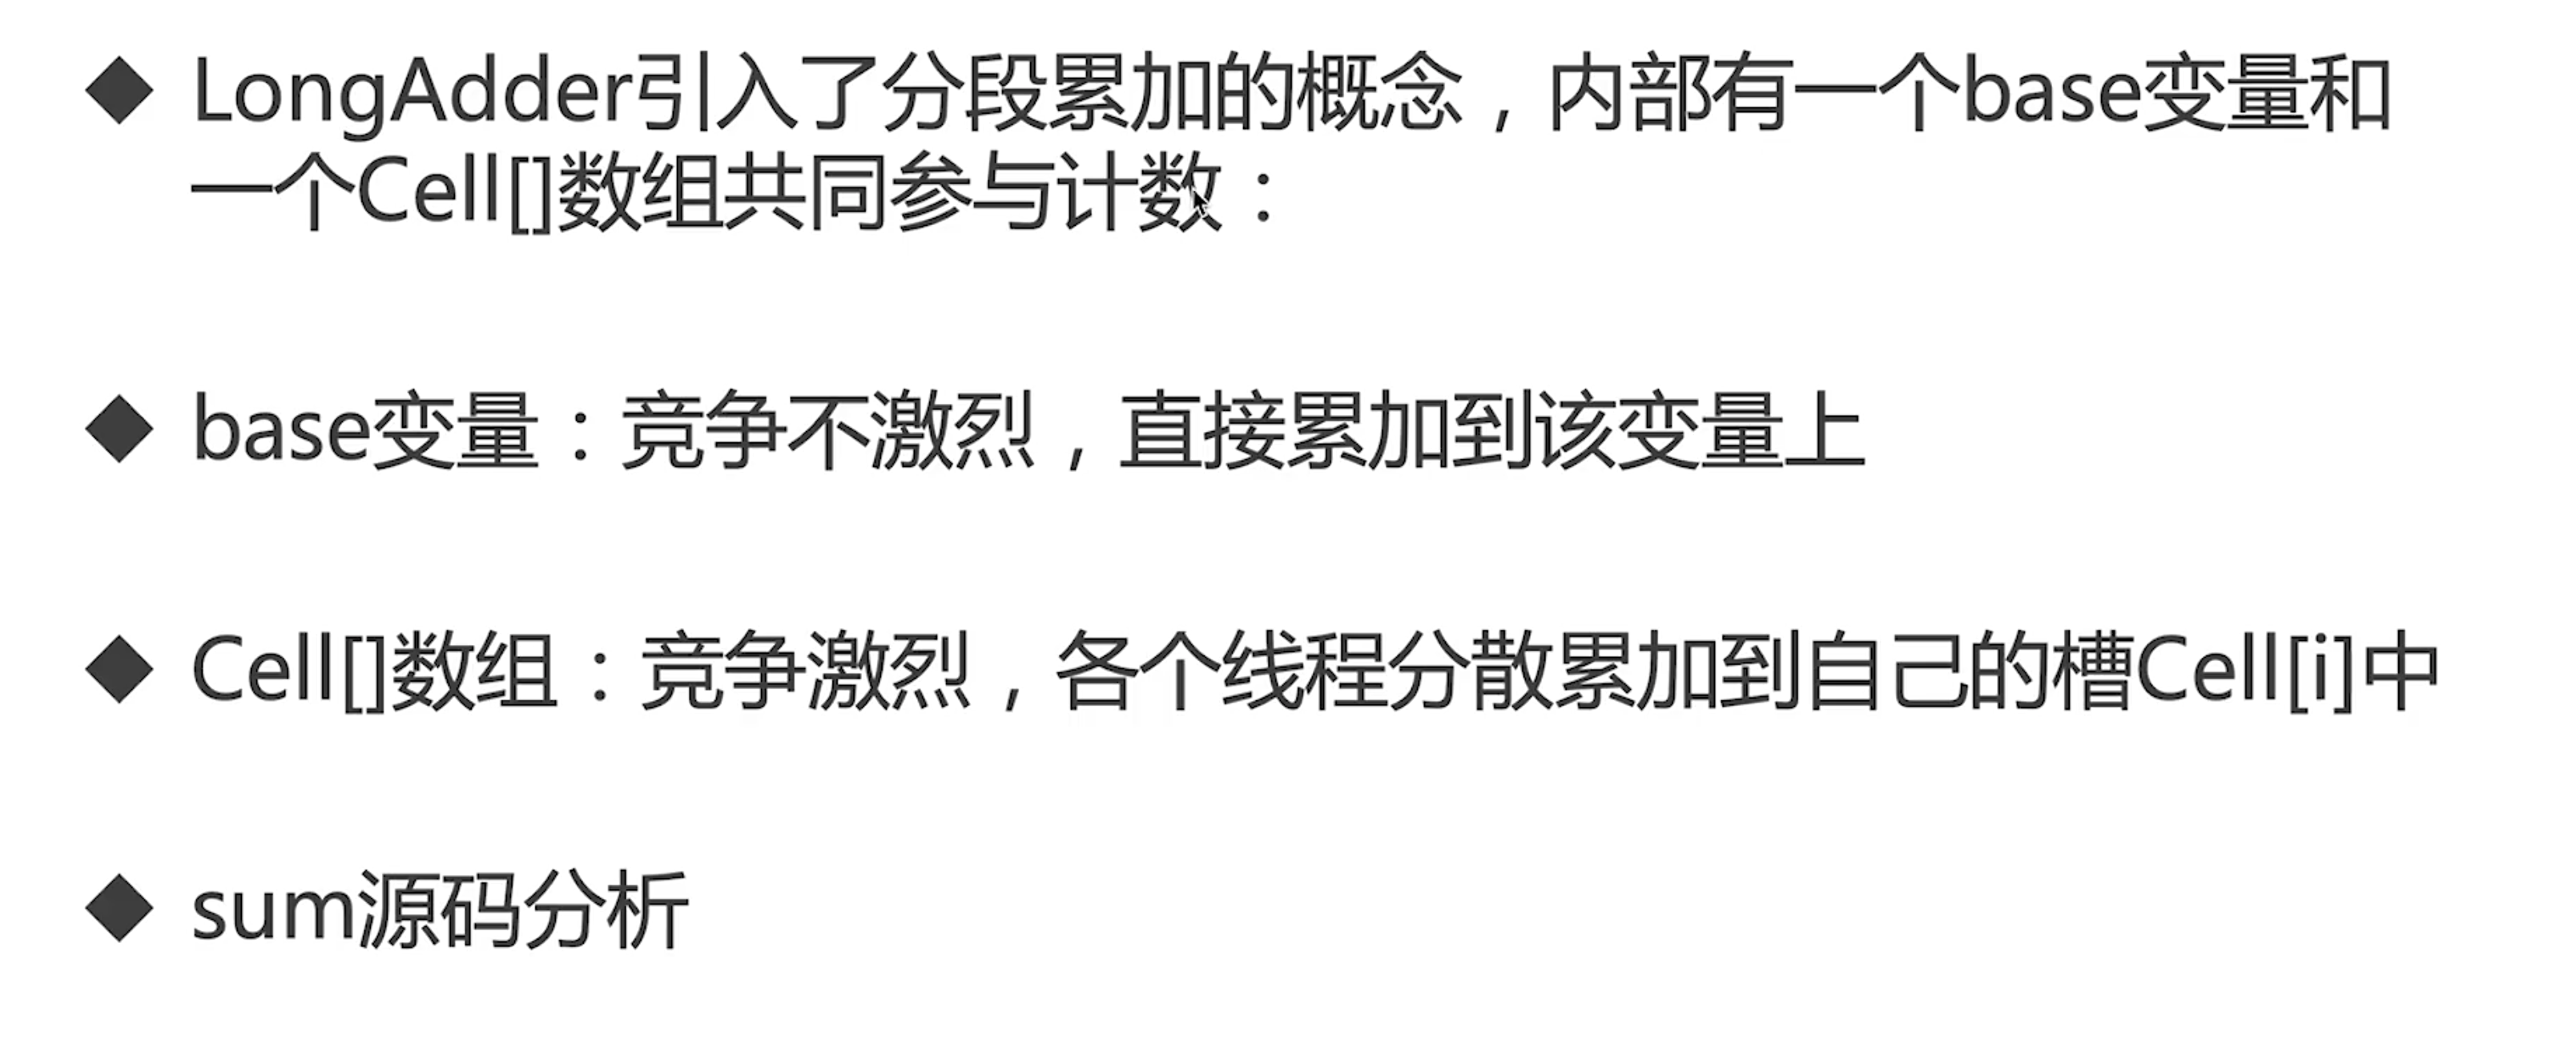 ◆ LongAdder引入了分段累加的概念，内部有一个base变量和
一个Cell[]数组共同参与计数：
◆ base变量：竞争不激烈，直接累加到该变量上
◆ Cell[]数组：竞争激烈，各个线程分散累加到自己的槽Cell[i]中
◆ sum源码分析